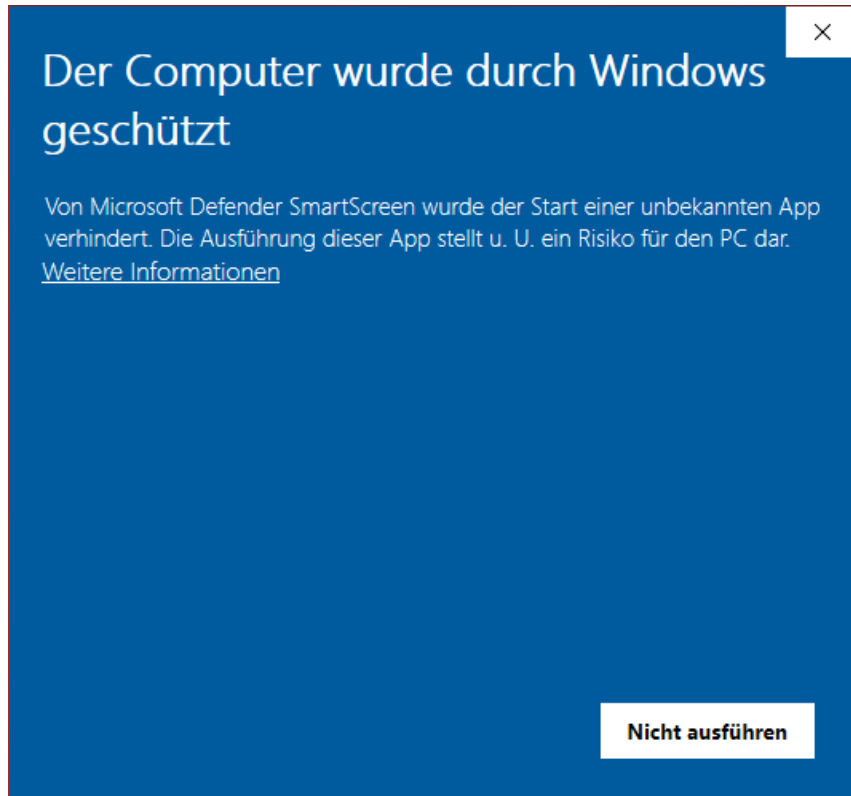 Der Computer wurde durch Windows
geschützt
Von Microsoft Defender SmartScreen wurde der Start einer unbekannten App
verhindert. Die Ausführung dieser App stellt u. U. ein Risiko für den PC dar.
Weitere Informationen
Nicht ausführen